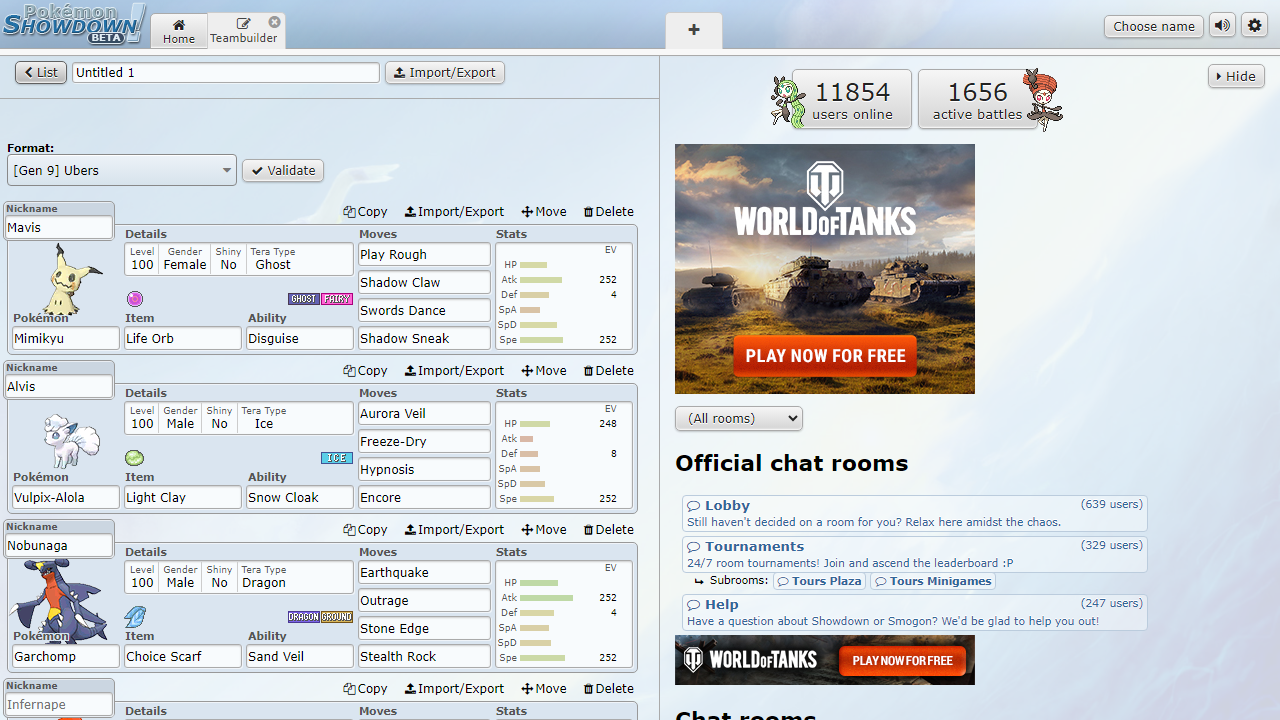 Pokémon
SHOWDOWN!
BETA
Home
Teambuilder
Choose name
List
Untitled 1
Import/Export
Format:
[Gen 9] Ubers
Validate
Nickname
Mavis
Copy Import/Export Move Delete
Details Moves Stats
Level Gender Shiny Tera Type
100 Female No Ghost
GHOST FAIRY
Pokémon Item Ability
Mimikyu Life Orb Disguise
Play Rough
Shadow Claw
Swords Dance
Shadow Sneak
EV
HP
Atk 252
Def 4
SpA
SpD
Spe 252
Nickname
Alvis
Copy Import/Export Move Delete
Details Moves Stats
Level Gender Shiny Tera Type
100 Male No Ice
ICE
Pokémon Item Ability
Vulpix-Alola Light Clay Snow Cloak
Aurora Veil
Freeze-Dry
Hypnosis
Encore
EV
HP 248
Atk
Def 8
SpA
SpD
Spe 252
Nickname
Nobunaga
Copy Import/Export Move Delete
Details Moves Stats
Level Gender Shiny Tera Type
100 Male No Dragon
DRAGON GROUND
Pokémon Item Ability
Garchomp Choice Scarf Sand Veil
Earthquake
Outrage
Stone Edge
Stealth Rock
EV
HP
Atk 252
Def 4
SpA
SpD
Spe 252
Nickname
Infernape
Copy Import/Export Move Delete
Details Moves Stats
Hide
11854
users online
1656
active battles
WORLD OF TANKS
PLAY NOW FOR FREE
(All rooms)
Official chat rooms
Lobby (639 users)
Still haven't decided on a room for you? Relax here amidst the chaos.
Tournaments (329 users)
24/7 room tournaments! Join and ascend the leaderboard :P
Subrooms: Tours Plaza Tours Minigames
Help (247 users)
Have a question about Showdown or Smogon? We'd be glad to help you out!
WORLD OF TANKS PLAY NOW FOR FREE
Chat rooms